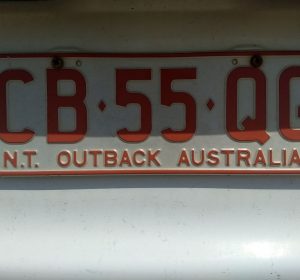 CB·55·QG
N.T. OUTBACK AUSTRALIA